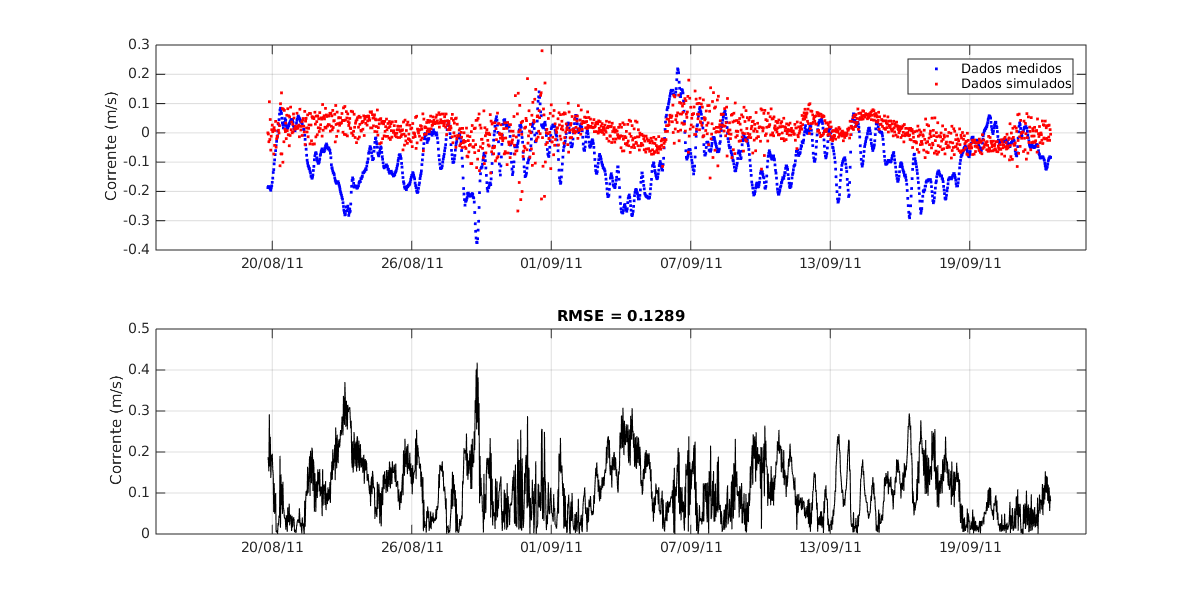 0.3
0.2
0.1
0
-0.1
-0.2
-0.3
-0.4
Corrente (m/s)
Dados medidos
Dados simulados
20/08/11 26/08/11 01/09/11 07/09/11 13/09/11 19/09/11
RMSE = 0.1289
0.5
0.4
0.3
0.2
0.1
0
Corrente (m/s)
20/08/11 26/08/11 01/09/11 07/09/11 13/09/11 19/09/11